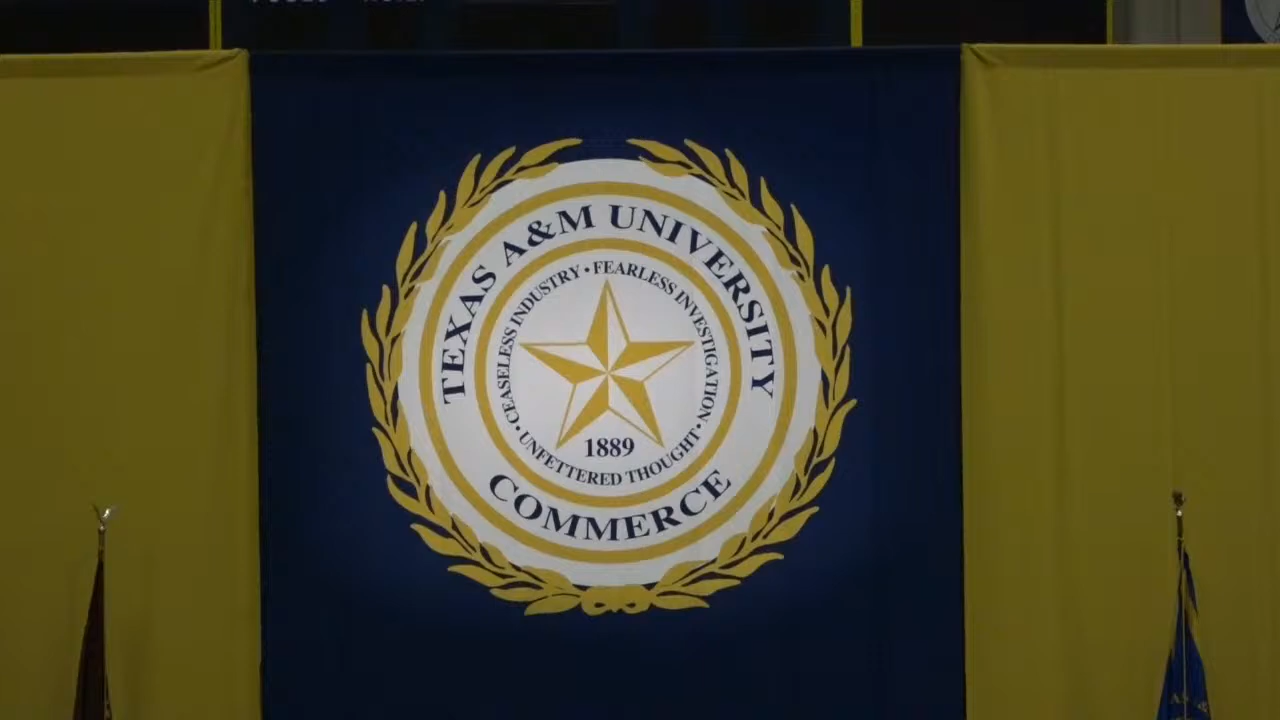 TEXAS A&M UNIVERSITY
CEASELESS INDUSTRY • FEARLESS INVESTIGATION • UNFETTERED THOUGHT •
1889
COMMERCE